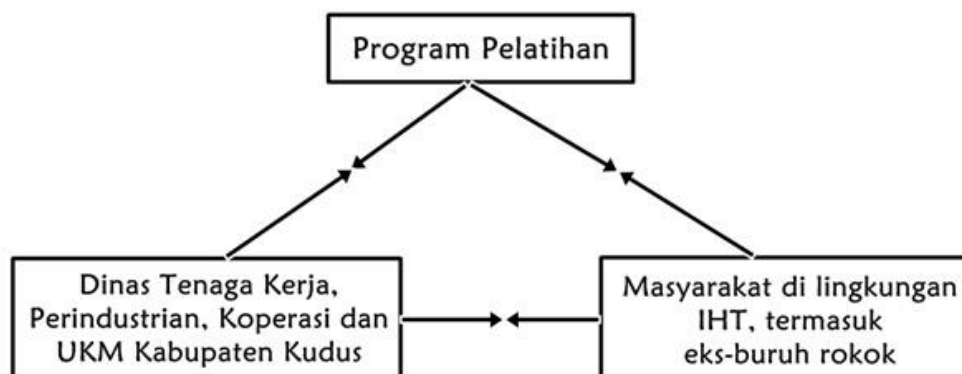 Program Pelatihan
Dinas Tenaga Kerja,
Perindustrian, Koperasi dan
UKM Kabupaten Kudus
Masyarakat di lingkungan
IHT, termasuk
eks-buruh rokok